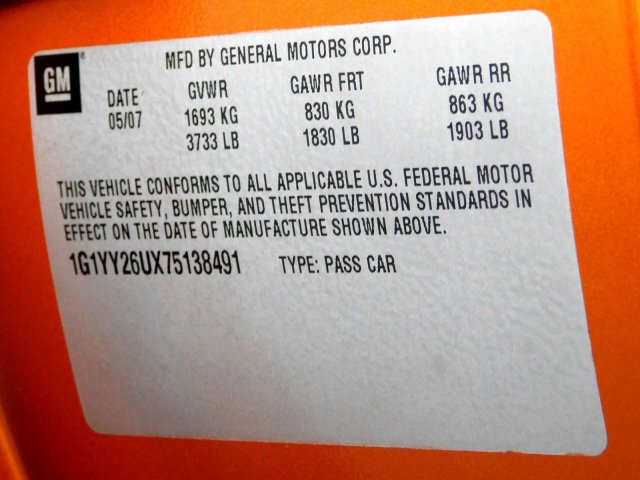 GM
MFD BY GENERAL MOTORS CORP.
DATE GVWR GAWR FRT GAWR RR
05/07 1693 KG 830 KG 863 KG
3733 LB 1830 LB 1903 LB
THIS VEHICLE CONFORMS TO ALL APPLICABLE U.S. FEDERAL MOTOR
VEHICLE SAFETY, BUMPER, AND THEFT PREVENTION STANDARDS IN
EFFECT ON THE DATE OF MANUFACTURE SHOWN ABOVE.
1G1YY26UX75138491 TYPE: PASS CAR